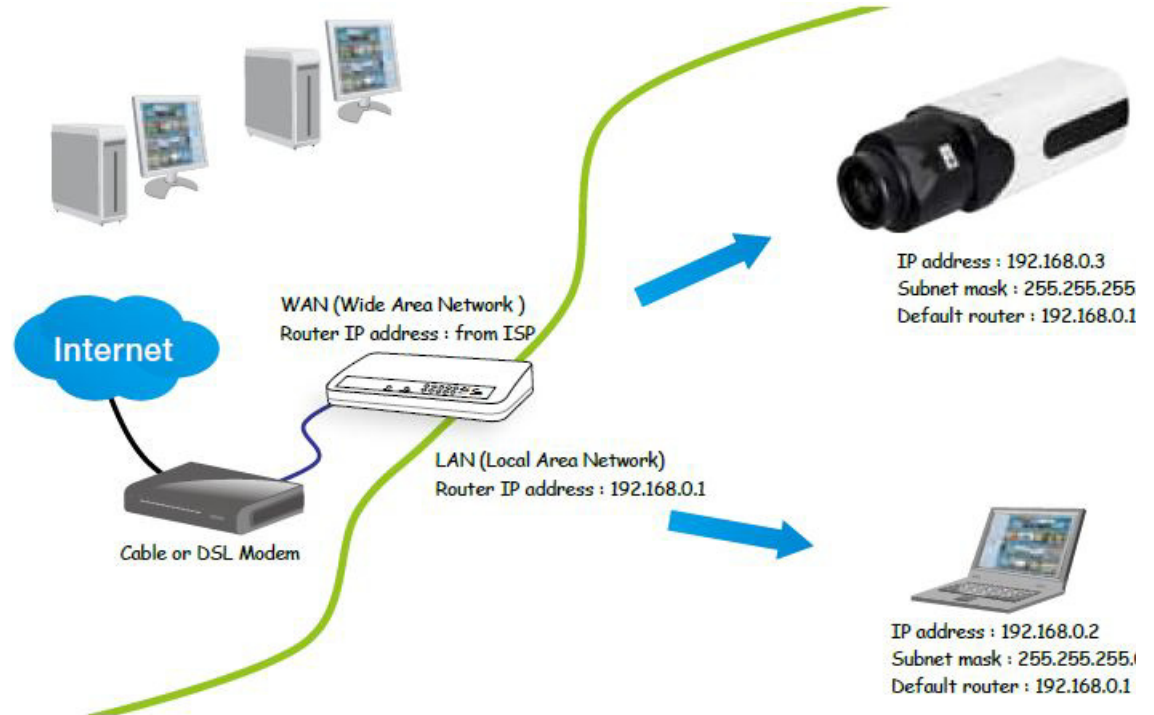 WAN (Wide Area Network )
Router IP address : from ISP
Internet
LAN (Local Area Network)
Router IP address : 192.168.0.1
Cable or DSL Modem
IP address : 192.168.0.3
Subnet mask : 255.255.255
Default router : 192.168.0.1
IP address : 192.168.0.2
Subnet mask : 255.255.255.
Default router : 192.168.0.1